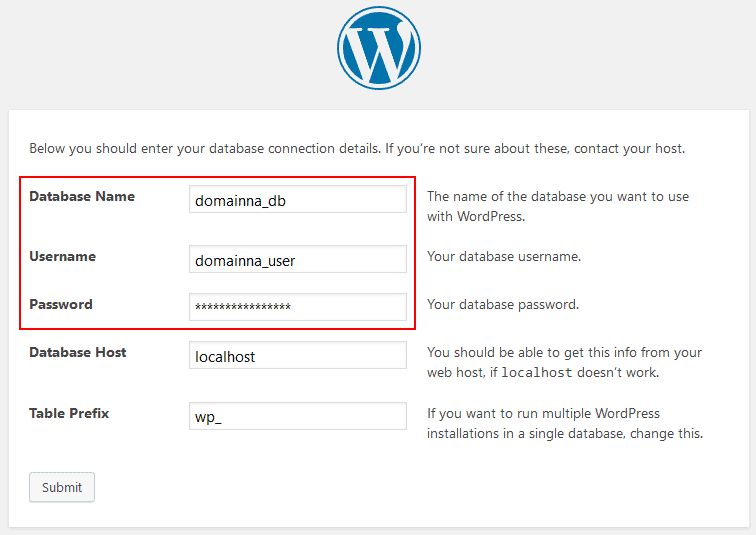 Below you should enter your database connection details. If you're not sure about these, contact your host.
Database Name
domainna_db
The name of the database you want to use
with WordPress.
Username
domainna_user
Your database username.
Password
****************
Your database password.
Database Host
localhost
You should be able to get this info from your
web host, if localhost doesn't work.
Table Prefix
wp_
If you want to run multiple WordPress
installations in a single database, change this.
Submit